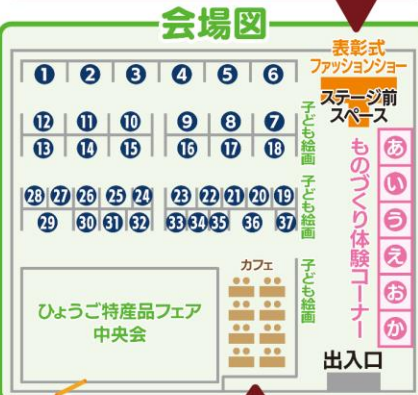 会場図
表彰式
ファッションショー
ステージ前
スペース
① ② ③ ④ ⑤ ⑥
⑫ ⑪ ⑩ ⑨ ⑧ ⑦
⑬ ⑭ ⑮ ⑯ ⑰ ⑱
子ども絵画
㉘ ㉗ ㉖ ㉕ ㉔ ㉓ ㉒ ㉑ ⑳ ⑲
㉙ ㉚ ㉛ ㉜ ㉝ ㉞ ㉟ ㊱ ㊲
子ども絵画
ものづくり体験コーナー
あ
い
う
え
お
か
カフェ
子ども絵画
ひょうご特産品フェア
中央会
出入口